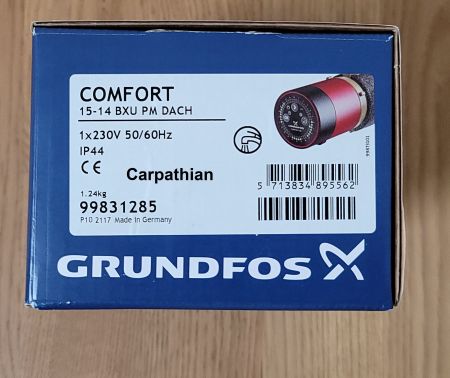 COMFORT
15-14 BXU PM DACH
1x230V 50/60Hz
IP44
CE
Carpathian
1.24kg
99831285
P10 2117 Made in Germany
5 713834 895562
GRUNDFOS